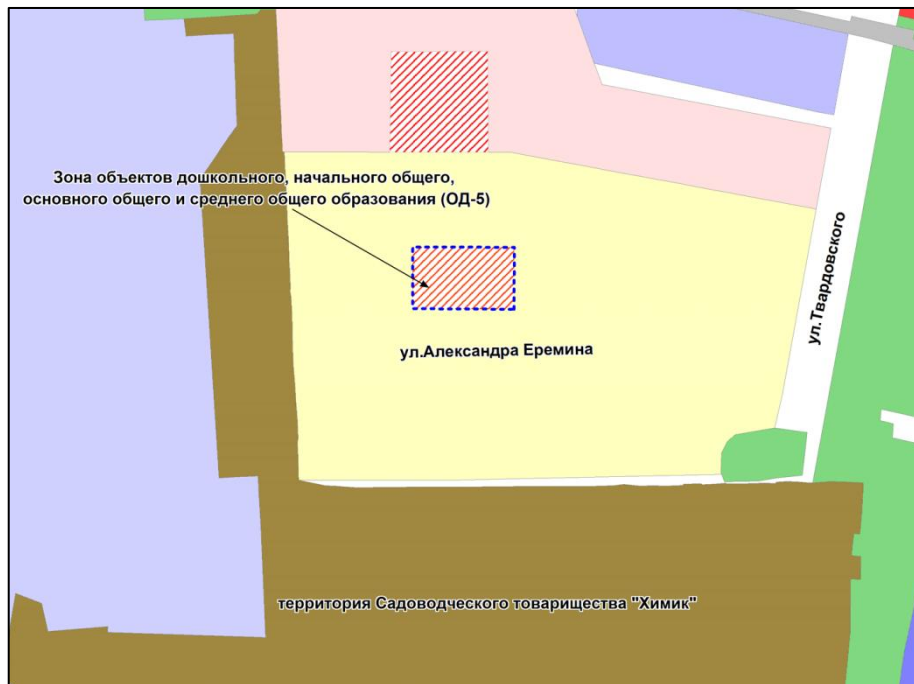 Зона объектов дошкольного, начального общего,
основного общего и среднего общего образования (ОД-5)
ул.Твардовского
ул.Александра Еремина
территория Садоводческого товарищества "Химик"